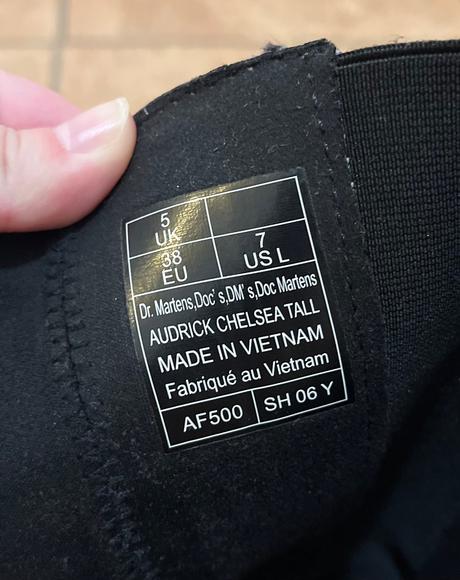 5
UK
38
EU
7
US L
Dr. Martens,Doc's,DM's,Doc Martens
AUDRICK CHELSEA TALL
MADE IN VIETNAM
Fabriqué au Vietnam
AF500
SH 06 Y